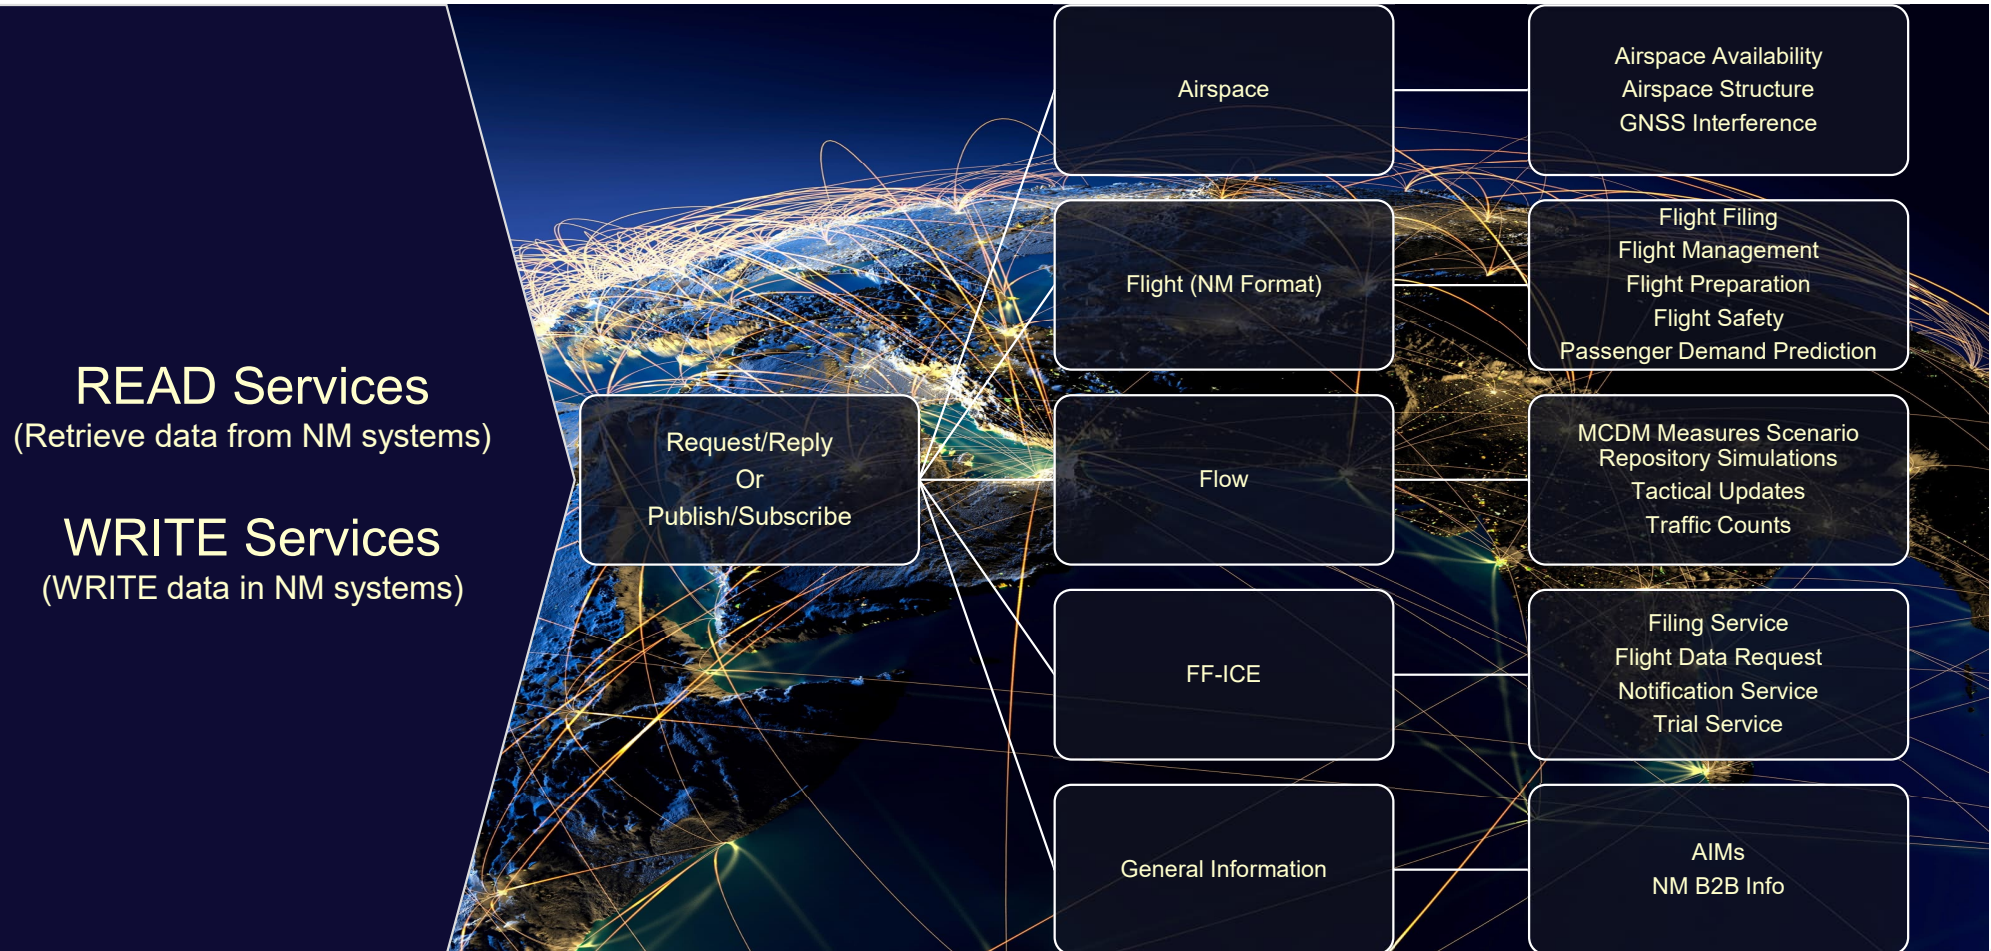 READ Services
(Retrieve data from NM systems)
WRITE Services
(WRITE data in NM systems)
Request/Reply
Or
Publish/Subscribe
Airspace
Airspace Availability
Airspace Structure
GNSS Interference
Flight (NM Format)
Flight Filing
Flight Management
Flight Preparation
Flight Safety
Passenger Demand Prediction
Flow
MCDM Measures Scenario
Repository Simulations
Tactical Updates
Traffic Counts
FF-ICE
Filing Service
Flight Data Request
Notification Service
Trial Service
General Information
AIMs
NM B2B Info